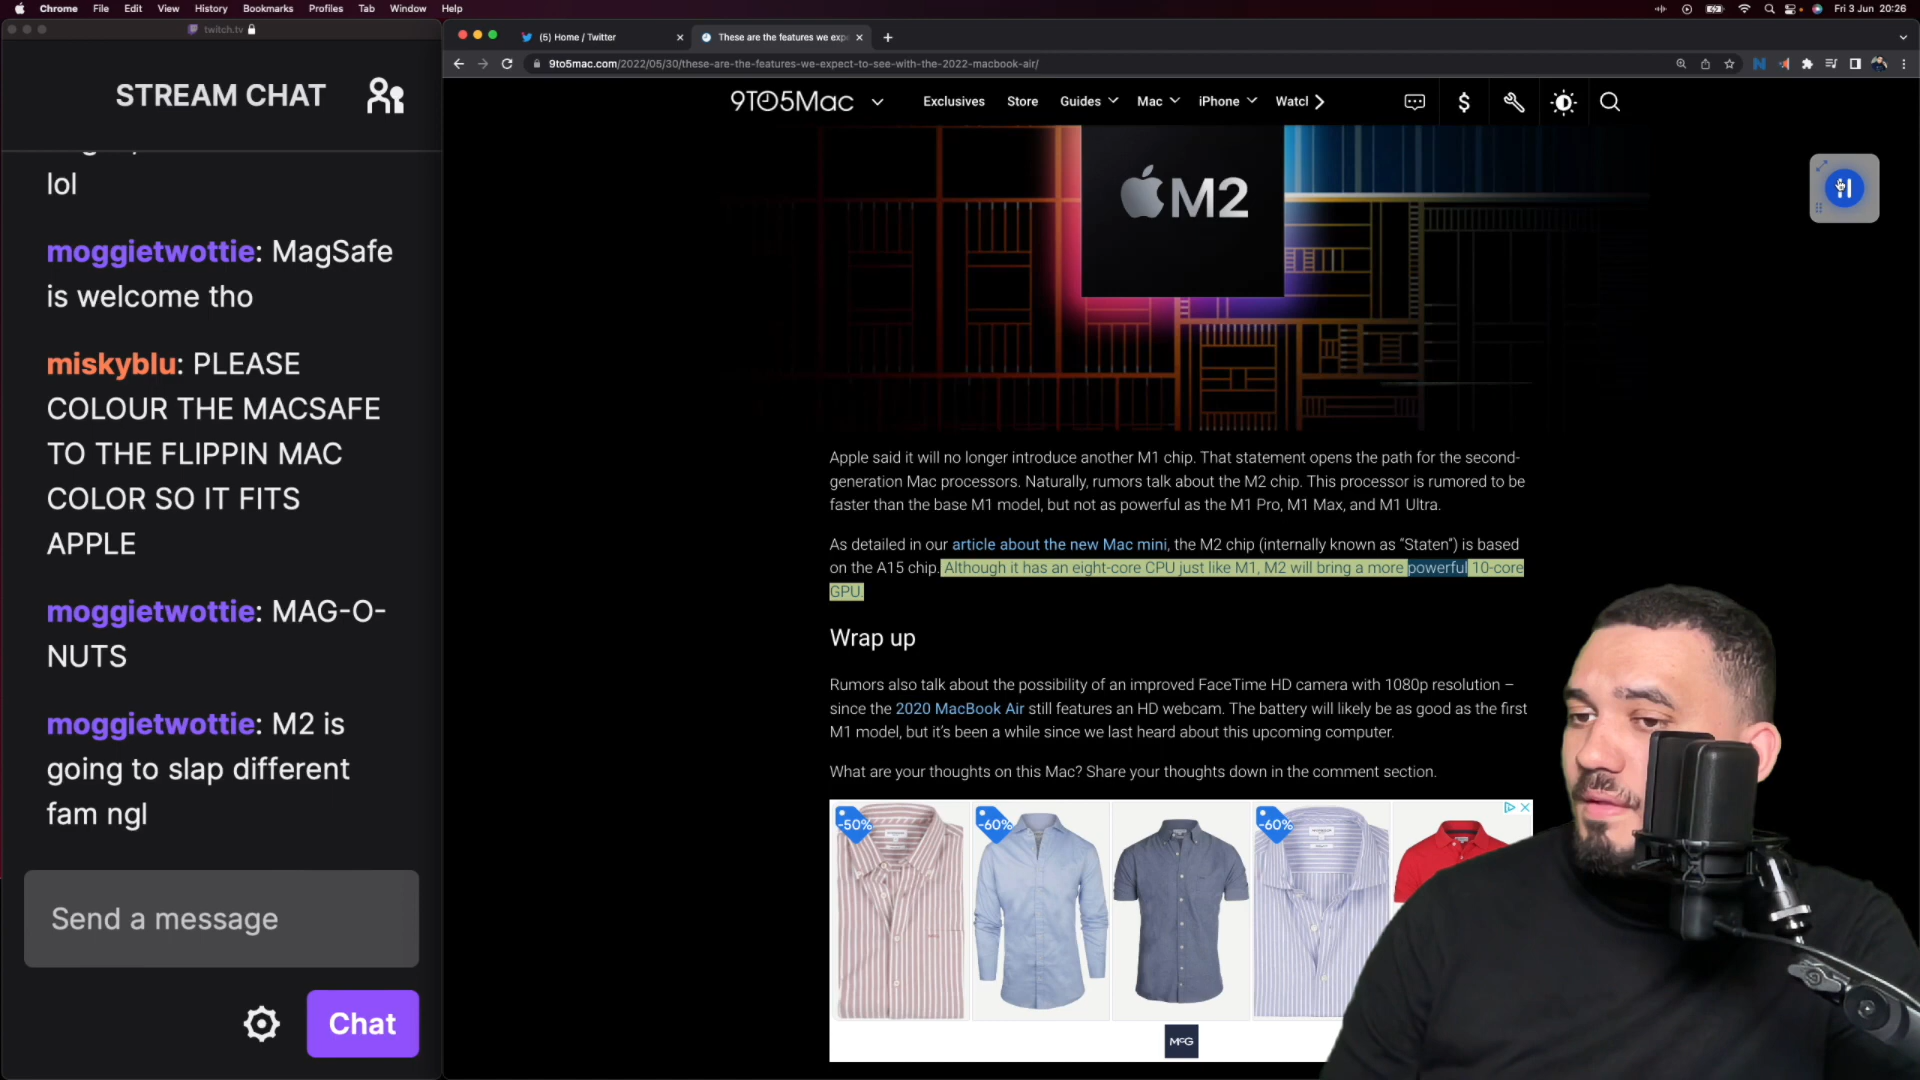 Chrome File Edit View History Bookmarks Profiles Tab Window Help
Fri 3 Jun 20:26
twitch.tv
(5) Home / Twitter
These are the features we exp
9to5mac.com/2022/05/30/these-are-the-features-we-expect-to-see-with-the-2022-macbook-air/
STREAM CHAT
lol
moggietwottie: MagSafe
is welcome tho
miskyblu: PLEASE
COLOUR THE MACSAFE
TO THE FLIPPIN MAC
COLOR SO IT FITS
APPLE
moggietwottie: MAG-O-
NUTS
moggietwottie: M2 is
going to slap different
fam ngl
Send a message
Chat
9TO5Mac Exclusives Store Guides Mac iPhone Watcl
M2
Apple said it will no longer introduce another M1 chip. That statement opens the path for the second-
generation Mac processors. Naturally, rumors talk about the M2 chip. This processor is rumored to be
faster than the base M1 model, but not as powerful as the M1 Pro, M1 Max, and M1 Ultra.
As detailed in our article about the new Mac mini, the M2 chip (internally known as “Staten”) is based
on the A15 chip. Although it has an eight-core CPU just like M1, M2 will bring a more powerful 10-core
GPU.
Wrap up
Rumors also talk about the possibility of an improved FaceTime HD camera with 1080p resolution –
since the 2020 MacBook Air still features an HD webcam. The battery will likely be as good as the first
M1 model, but it’s been a while since we last heard about this upcoming computer.
What are your thoughts on this Mac? Share your thoughts down in the comment section.
-50%
-60%
-60%
McG